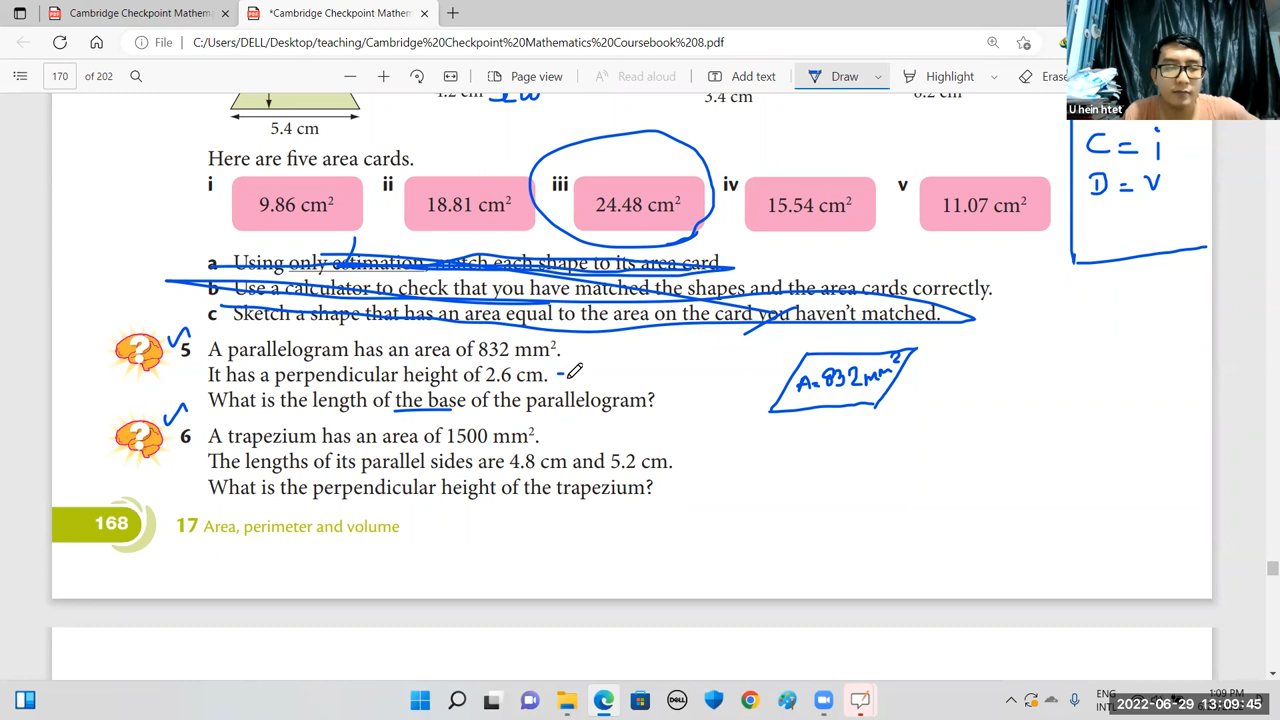 Cambridge Checkpoint Mathema
*Cambridge Checkpoint Mathem
File
C:/Users/DELL/Desktop/teaching/Cambridge%20Checkpoint%20Mathematics%20Coursebook%208.pdf
170 of 202
Page view
Read aloud
Add text
Draw
Highlight
U hein htet
5.4 cm
3.4 cm
C = i
D = v
Here are five area cards.
i 9.86 cm²
ii 18.81 cm²
iii 24.48 cm²
iv 15.54 cm²
v 11.07 cm²
a Using only estimation, match each shape to its area card.
b Use a calculator to check that you have matched the shapes and the area cards correctly.
c Sketch a shape that has an area equal to the area on the card you haven't matched.
5 A parallelogram has an area of 832 mm².
It has a perpendicular height of 2.6 cm.
What is the length of the base of the parallelogram?
A=832mm²
6 A trapezium has an area of 1500 mm².
The lengths of its parallel sides are 4.8 cm and 5.2 cm.
What is the perpendicular height of the trapezium?
168
17 Area, perimeter and volume
DELL
ENG
1:09 PM
2022-06-29 13:09:45